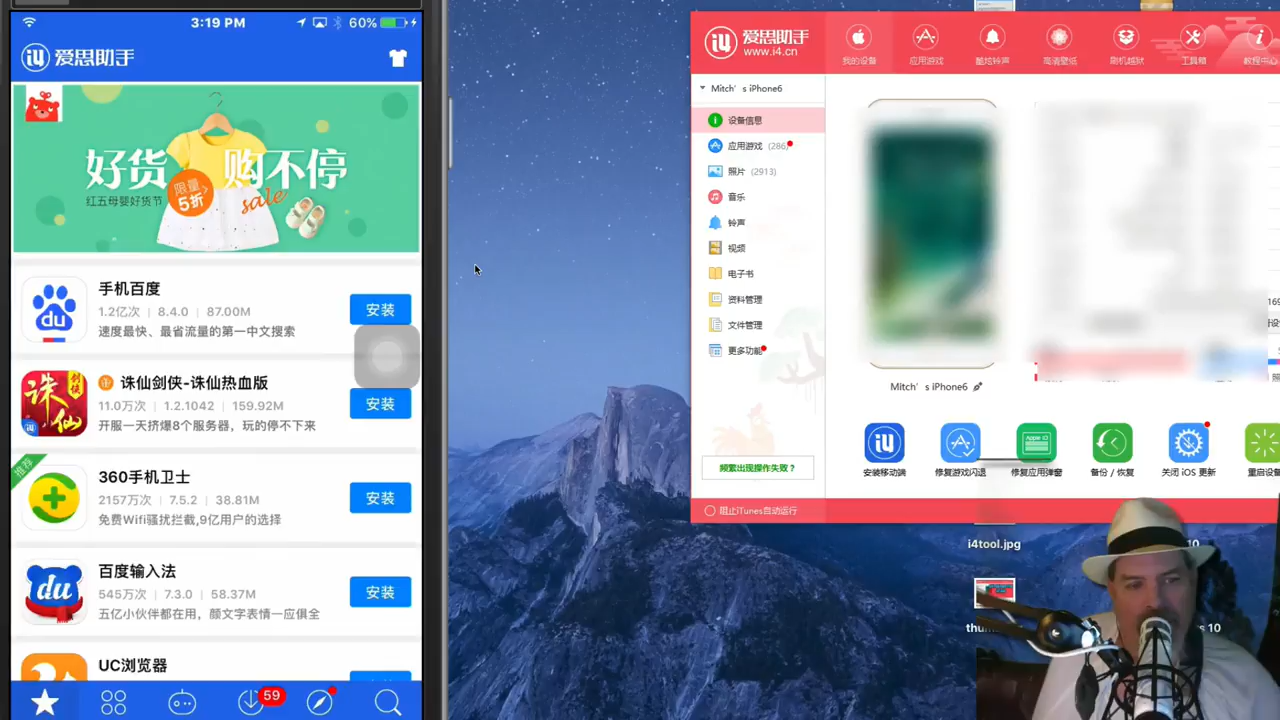 3:19 PM
60%
iU 爱思助手
好货 购不停
红五母婴好货节
限量
5折
sale
手机百度
1.2亿次 | 8.4.0 | 87.00M
速度最快、最省流量的第一中文搜索
安装
诛仙剑侠-诛仙热血版
11.0万次 | 1.2.1042 | 159.92M
开服一天挤爆8个服务器，玩的停不下来
安装
推荐
360手机卫士
2157万次 | 7.5.2 | 38.81M
免费Wifi骚扰拦截,9亿用户的选择
安装
百度输入法
545万次 | 7.3.0 | 58.37M
五亿小伙伴都在用，颜文字表情一应俱全
安装
UC浏览器
59
du
诛仙
剑侠
du
iU 爱思助手
www.i4.cn
我的设备
应用游戏
酷炫铃声
高清壁纸
刷机越狱
工具箱
教程中心
Mitch's iPhone6
设备信息
应用游戏 (286)
照片 (2913)
音乐
铃声
视频
电子书
资料管理
文件管理
更多功能
频繁出现操作失败？
阻止iTunes自动运行
Mitch's iPhone6
安装移动端
修复游戏闪退
Apple iD
修复应用弹窗
备份 / 恢复
关闭 iOS 更新
重启设备
i4tool.jpg
10